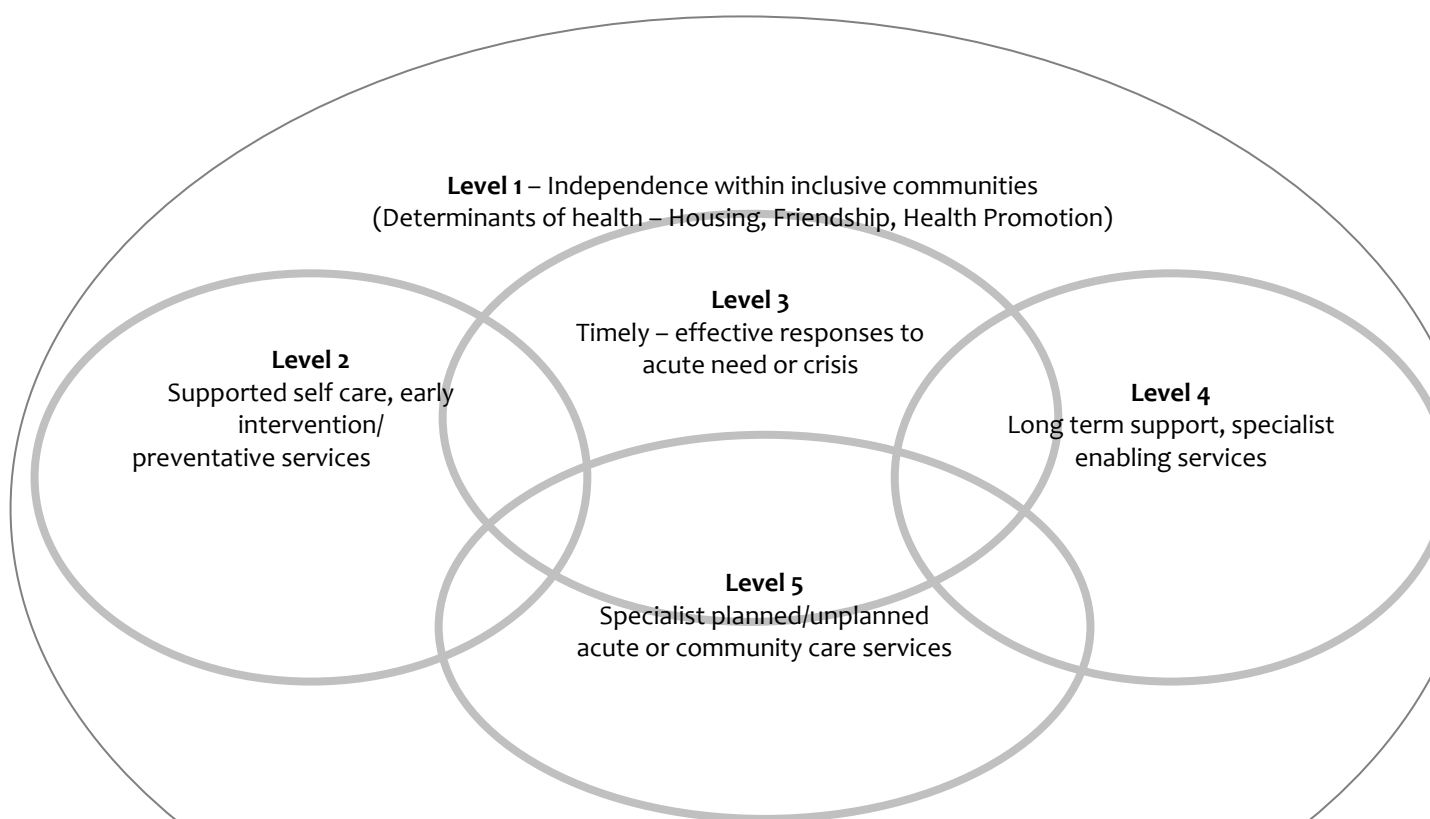 Level 1 – Independence within inclusive communities
(Determinants of health – Housing, Friendship, Health Promotion)
Level 3
Timely – effective responses to
acute need or crisis
Level 2
Supported self care, early
intervention/
preventative services
Level 4
Long term support, specialist
enabling services
Level 5
Specialist planned/unplanned
acute or community care services